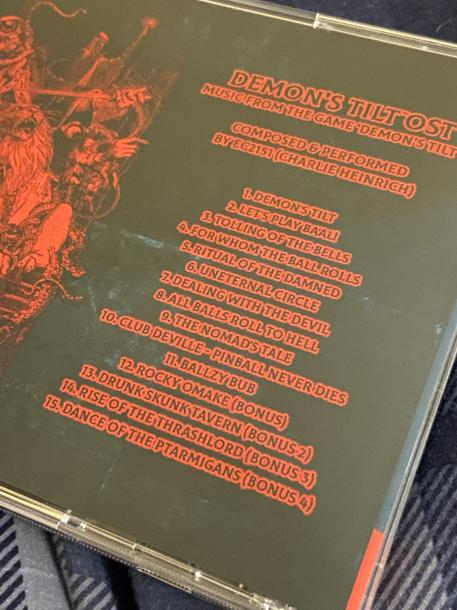 DEMON'S TILT OST
MUSIC FROM THE GAME 'DEMON'S TILT
COMPOSED & PERFORMED
BY EC2151 (CHARLIE HEINRICH)
1. DEMON'S TILT
2. LET'S PLAY BA'AL!
3. TOLLING OF THE BELLS
4. FOR WHOM THE BALL ROLLS
5. RITUAL OF THE DAMNED
6. UNETERNAL CIRCLE
7. DEALING WITH THE DEVIL
8. ALL BALLS ROLL TO HELL
9. THE NOMAD'S TALE
10. CLUB DEVILLE - PINBALL NEVER DIES
11. BALLZY BUB
12. ROCKY OMAKE (BONUS)
13. DRUNK SKUNK TAVERN (BONUS 2)
14. RISE OF THE THRASHLORD (BONUS 3)
15. DANCE OF THE PTARMIGANS (BONUS 4)